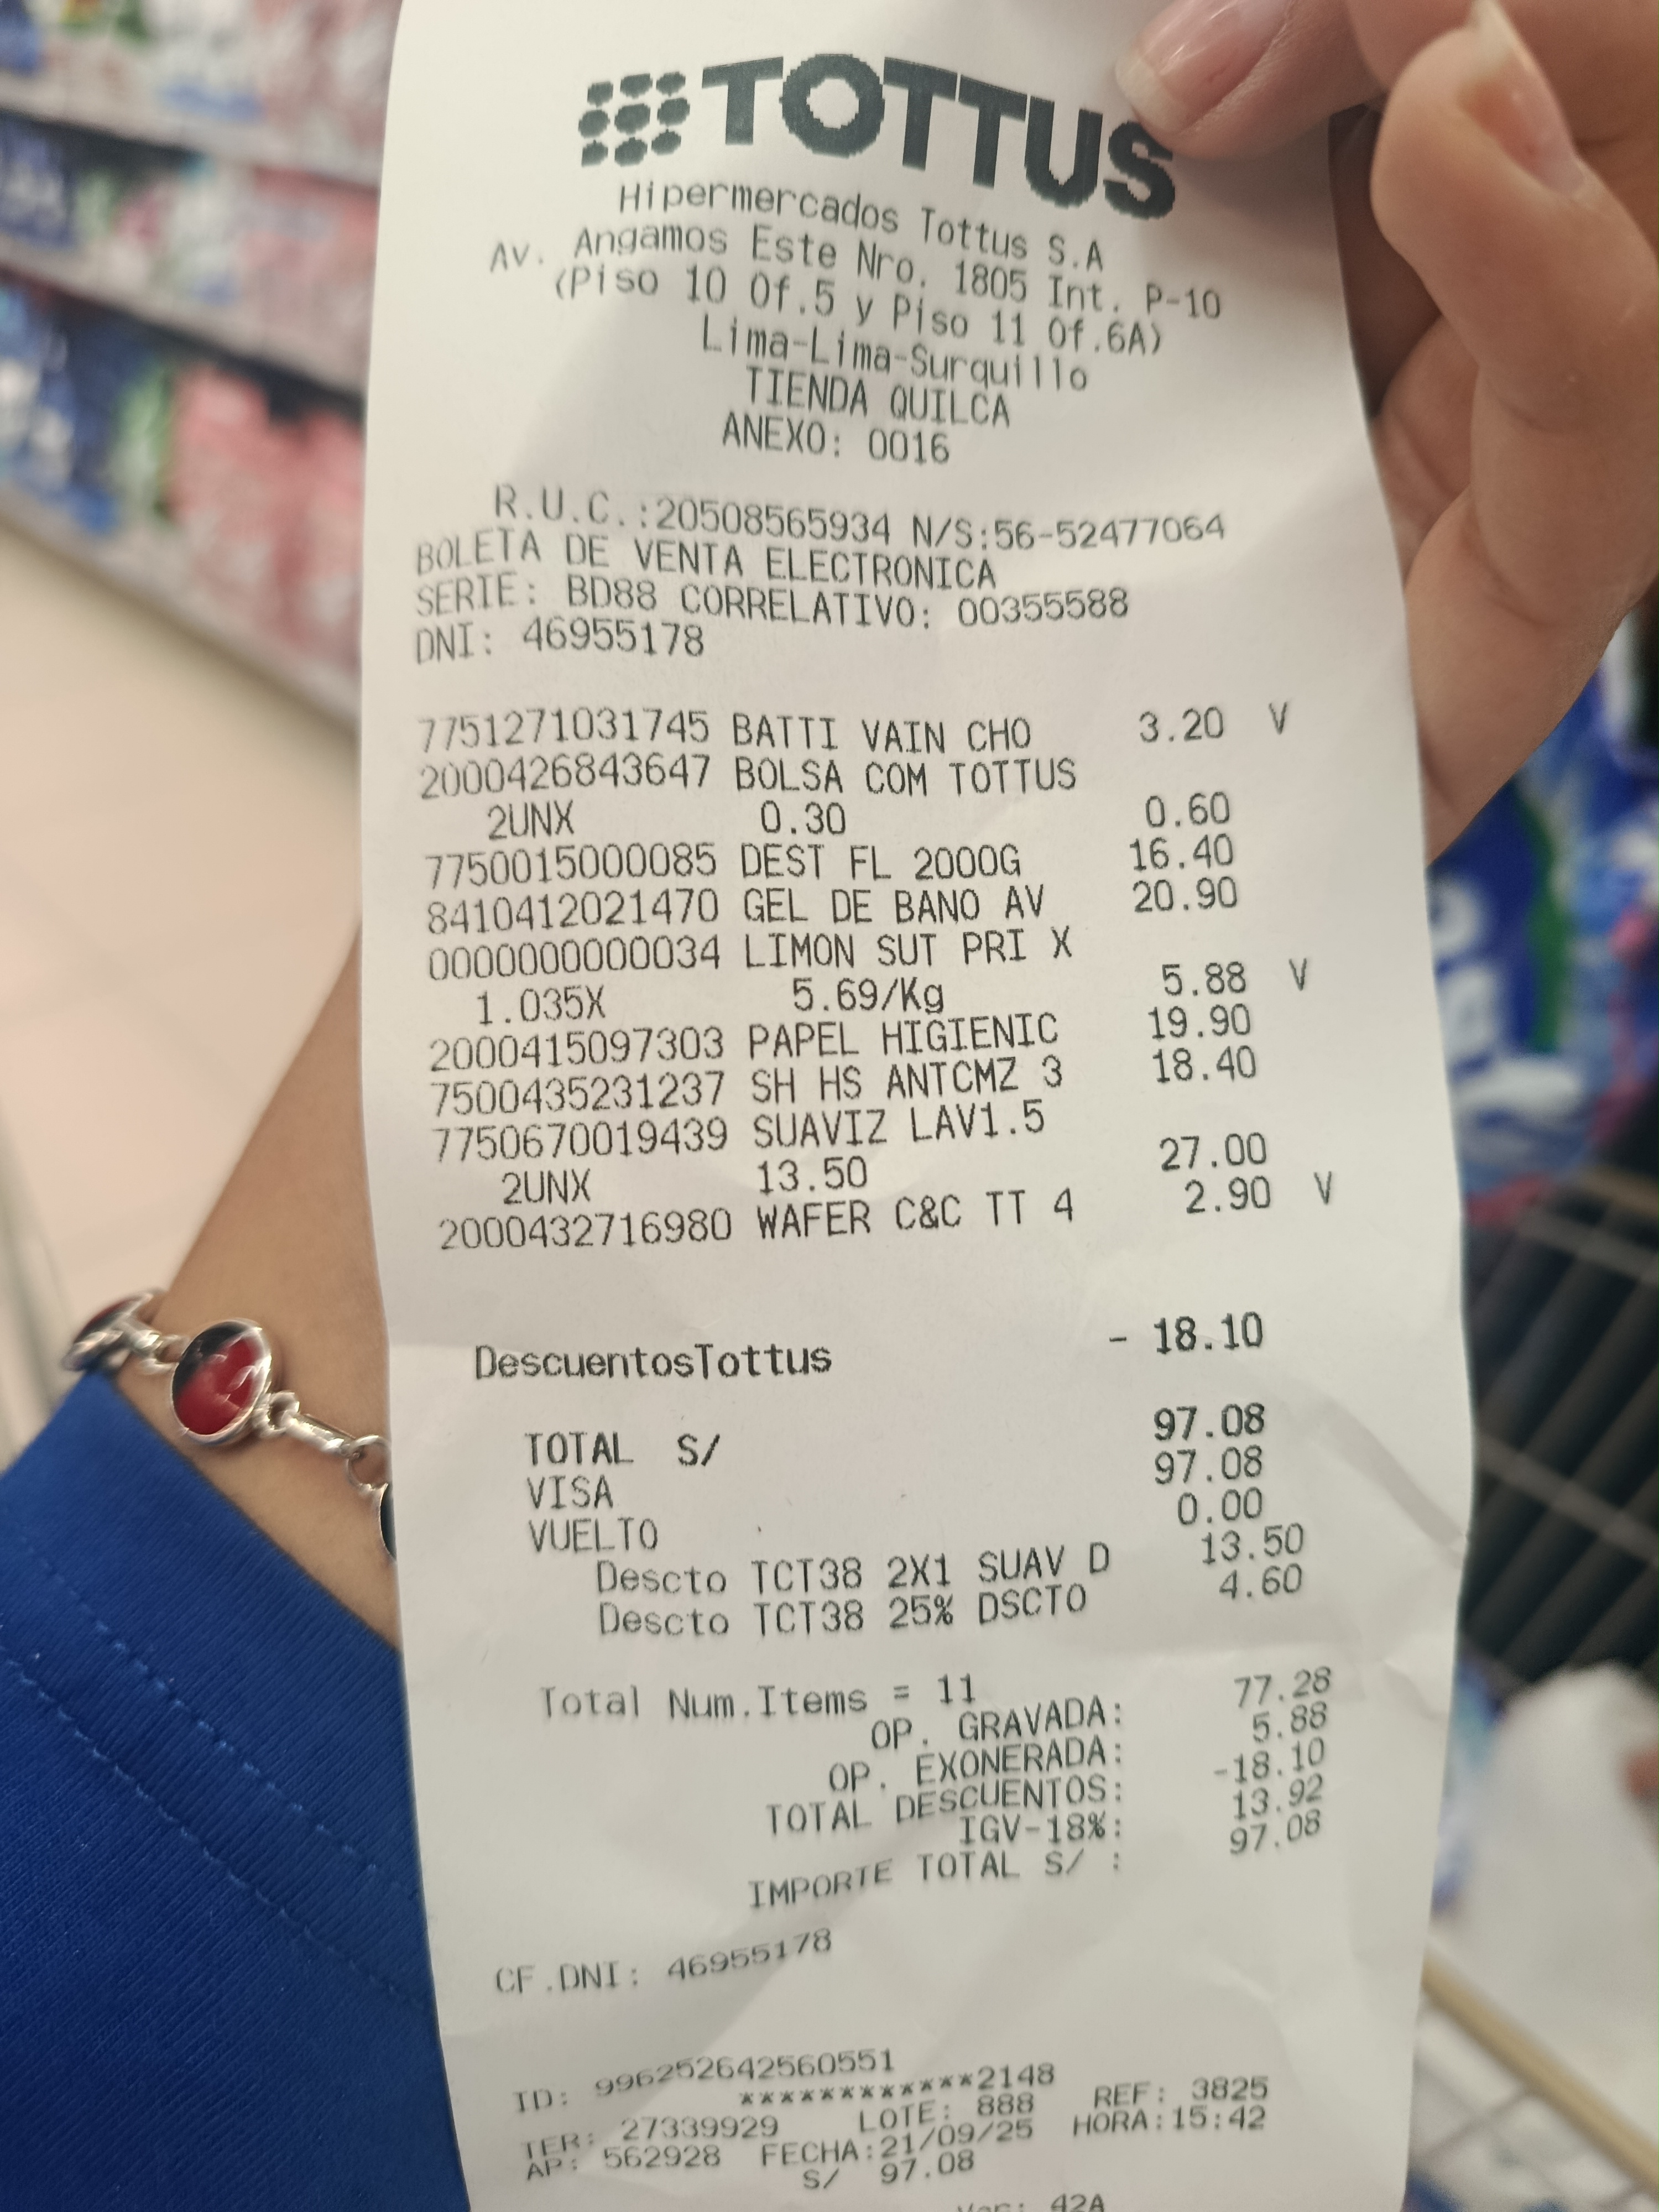 TOTTUS
Hipermercados Tottus S.A
Av. Angamos Este Nro. 1805 Int. P-10
(Piso 10 Of.5 y Piso 11 Of.6A)
Lima-Lima-Surquillo
TIENDA QUILCA
ANEXO: 0016
R.U.C.:20508565934 N/S:56-52477064
BOLETA DE VENTA ELECTRONICA
SERIE: BD88 CORRELATIVO: 00355588
DNI: 46955178
7751271031745 BATTI VAIN CHO 3.20 V
2000426843647 BOLSA COM TOTTUS
2UNX 0.30 0.60
7750015000085 DEST FL 2000G 16.40
8410412021470 GEL DE BANO AV 20.90
0000000000034 LIMON SUT PRI X
1.035X 5.69/Kg 5.88 V
2000415097303 PAPEL HIGIENIC 19.90
7500435231237 SH HS ANTCMZ 3 18.40
7750670019439 SUAVIZ LAV1.5
2UNX 13.50 27.00
2000432716980 WAFER C&C TT 4 2.90 V
DescuentosTottus - 18.10
TOTAL S/ 97.08
VISA 97.08
VUELTO 0.00
Descto TCT38 2X1 SUAV D 13.50
Descto TCT38 25% DSCTO 4.60
Total Num.Items = 11
OP. GRAVADA: 77.28
OP. EXONERADA: 5.88
TOTAL DESCUENTOS: -18.10
IGV-18%: 13.92
IMPORTE TOTAL S/ : 97.08
CF.DNI: 46955178
ID: 996252642560551
************2148
TER: 27339929 LOTE: 888 REF: 3825
AP: 562928 FECHA:21/09/25 HORA:15:42
S/ 97.08
Ver: 42A